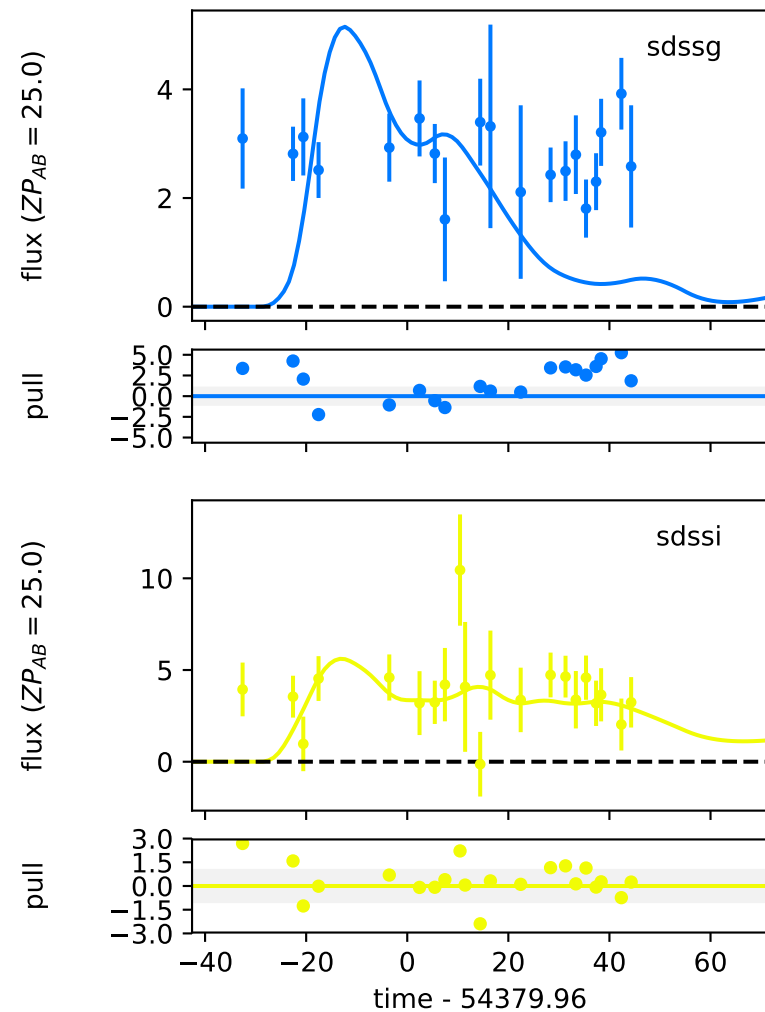 sdssg
flux (ZP_AB = 25.0)
4
2
0
pull
5.0
2.5
0.0
−2.5
−5.0
sdssi
flux (ZP_AB = 25.0)
10
5
0
pull
3.0
1.5
0.0
−1.5
−3.0
−40 −20 0 20 40 60
time - 54379.96